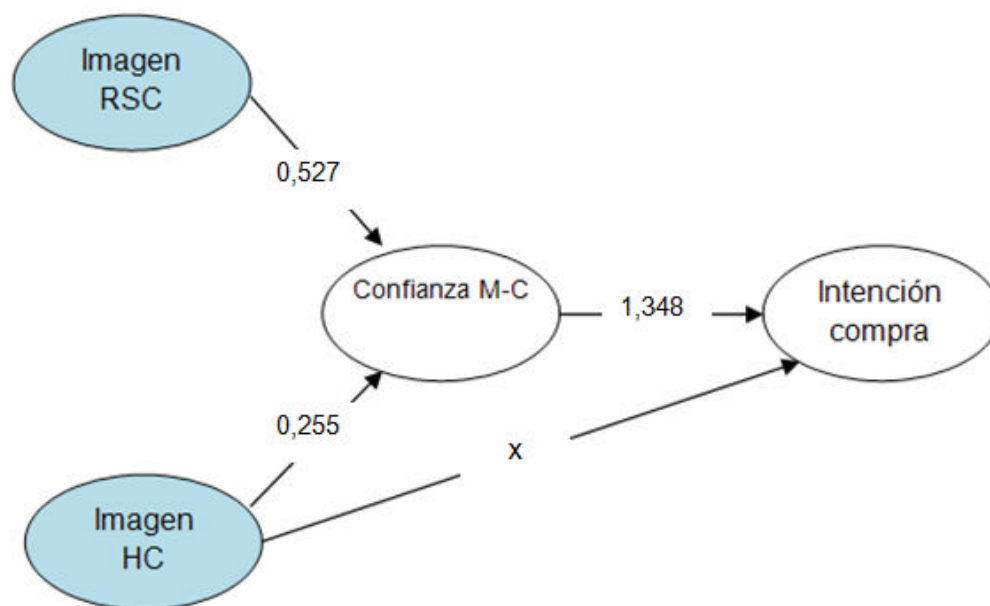 Imagen
RSC
0,527
Confianza M-C
1,348
Intención
compra
0,255
x
Imagen
HC